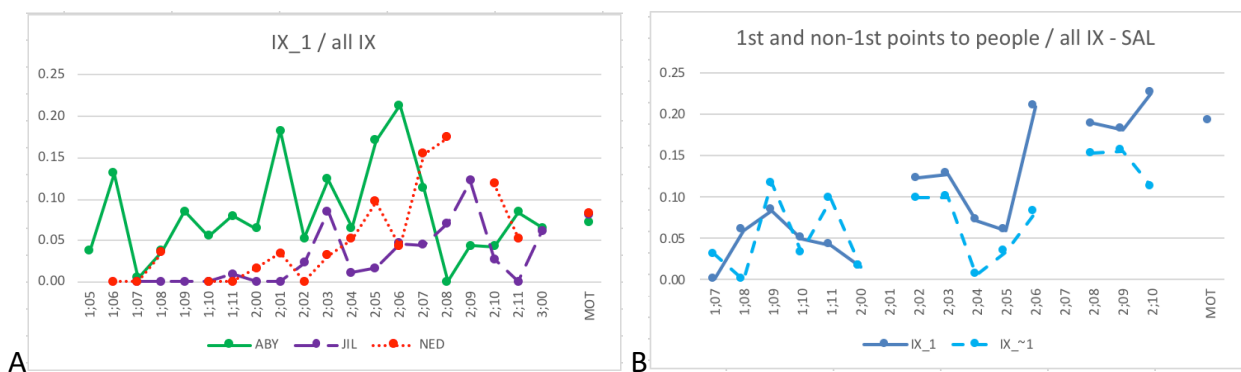 IX_1 / all IX
0.25
0.20
0.15
0.10
0.05
0.00
1;05 1;06 1;07 1;08 1;09 1;10 1;11 2;00 2;01 2;02 2;03 2;04 2;05 2;06 2;07 2;08 2;09 2;10 2;11 3;00 MOT
ABY JIL NED
A
1st and non-1st points to people / all IX - SAL
0.25
0.20
0.15
0.10
0.05
0.00
1;07 1;08 1;09 1;10 1;11 2;00 2;01 2;02 2;03 2;04 2;05 2;06 2;07 2;08 2;09 2;10 MOT
IX_1 IX_~1
B